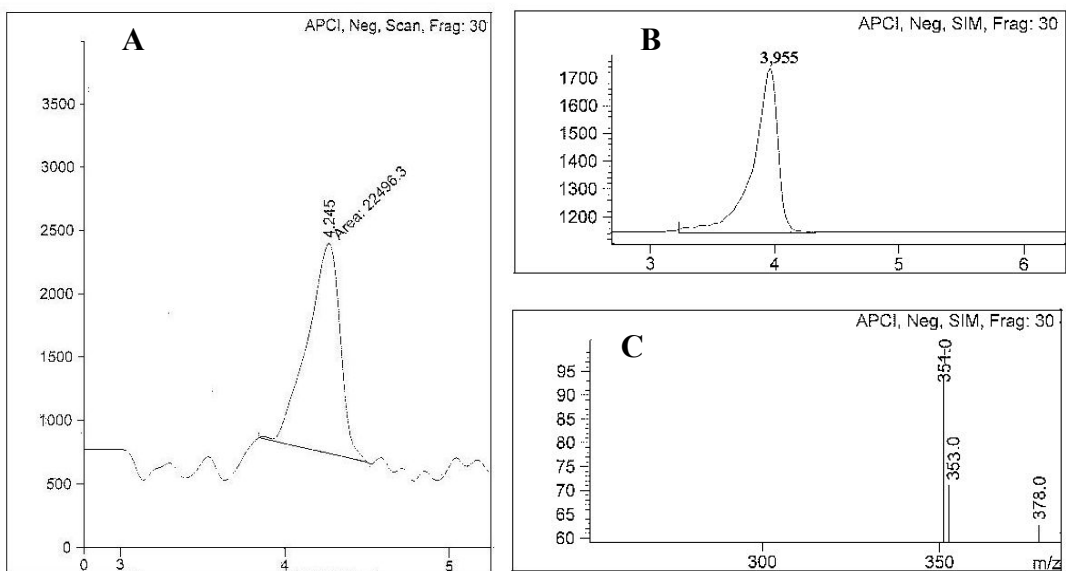 APCI, Neg, Scan, Frag: 30
A
3500
3000
2500
2000
1500
1000
500
0
4,245
Area: 22496.3
0 3 4 5
APCI, Neg, SIM, Frag: 30
B
3,955
1700
1600
1500
1400
1300
1200
3 4 5 6
APCI, Neg, SIM, Frag: 30
C
95
90
85
80
75
70
65
60
351.0
353.0
378.0
300 350 m/z